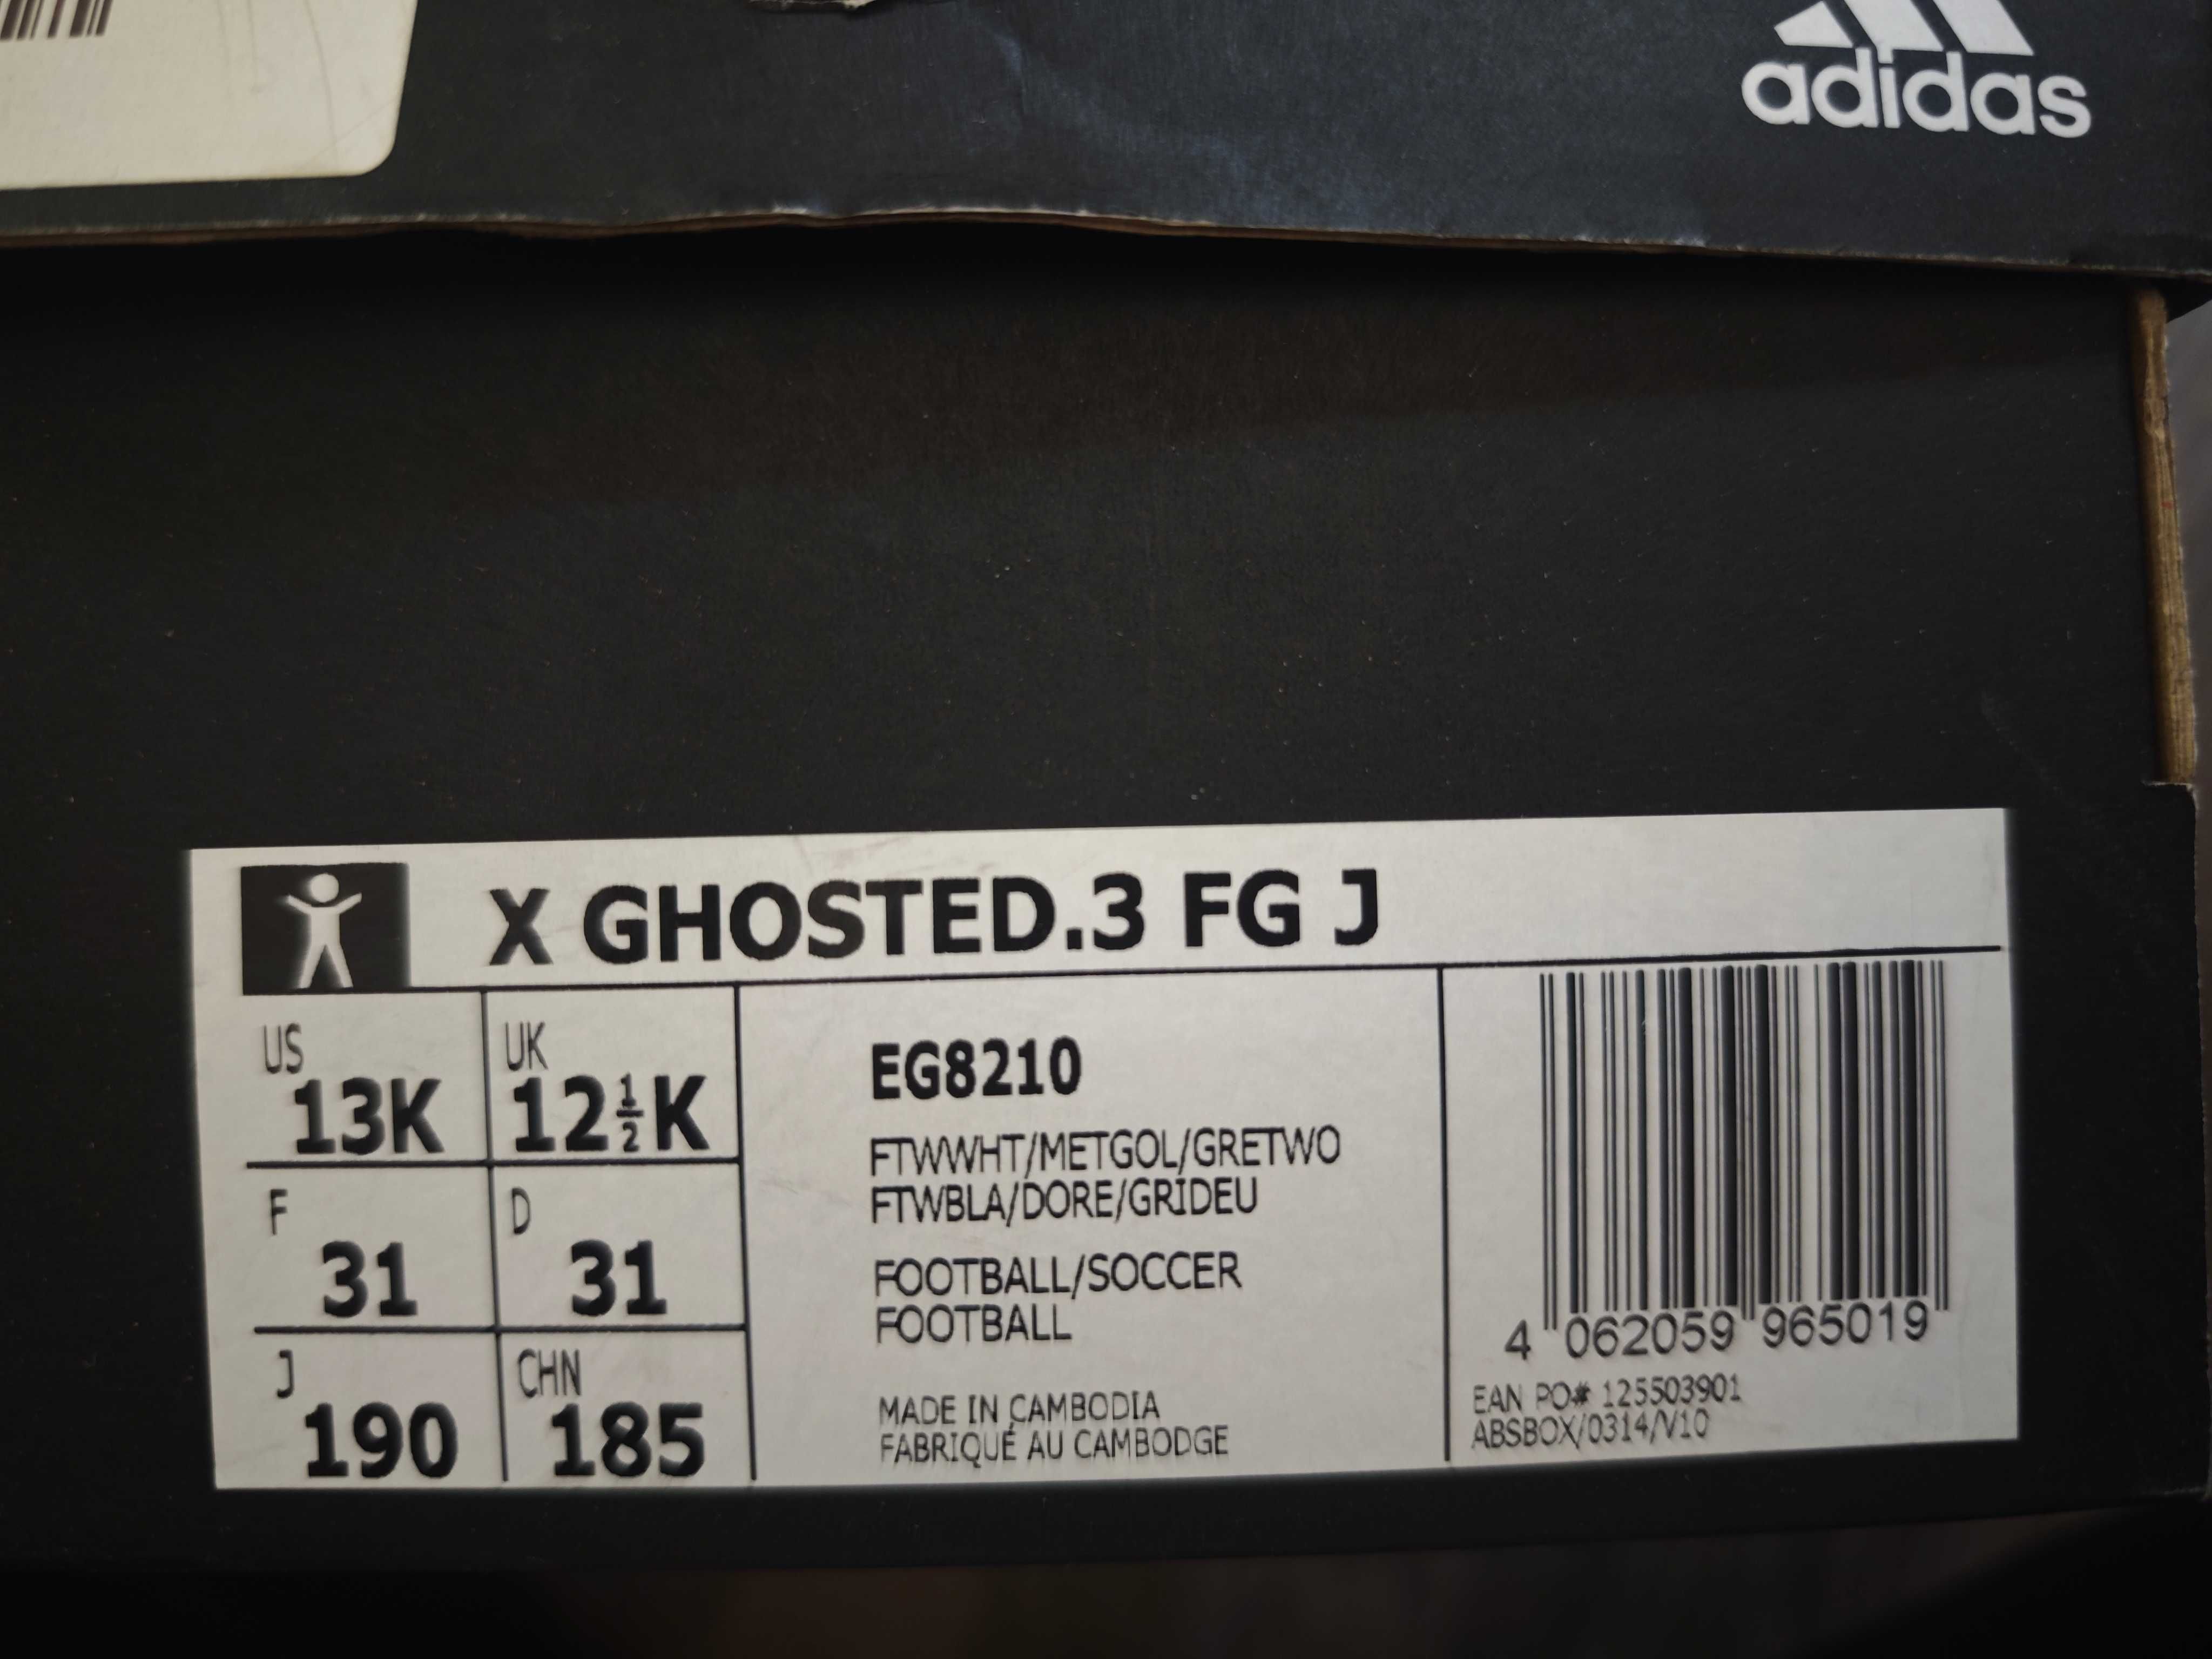 adidas
X GHOSTED.3 FG J
US
13K
UK
12½K
F
31
D
31
J
190
CHN
185
EG8210
FTWWHT/METGOL/GRETWO
FTWBLA/DORE/GRIDEU
FOOTBALL/SOCCER
FOOTBALL
MADE IN CAMBODIA
FABRIQUÉ AU CAMBODGE
4 062059 965019
EAN PO# 125503901
ABSBOX/0314/V10